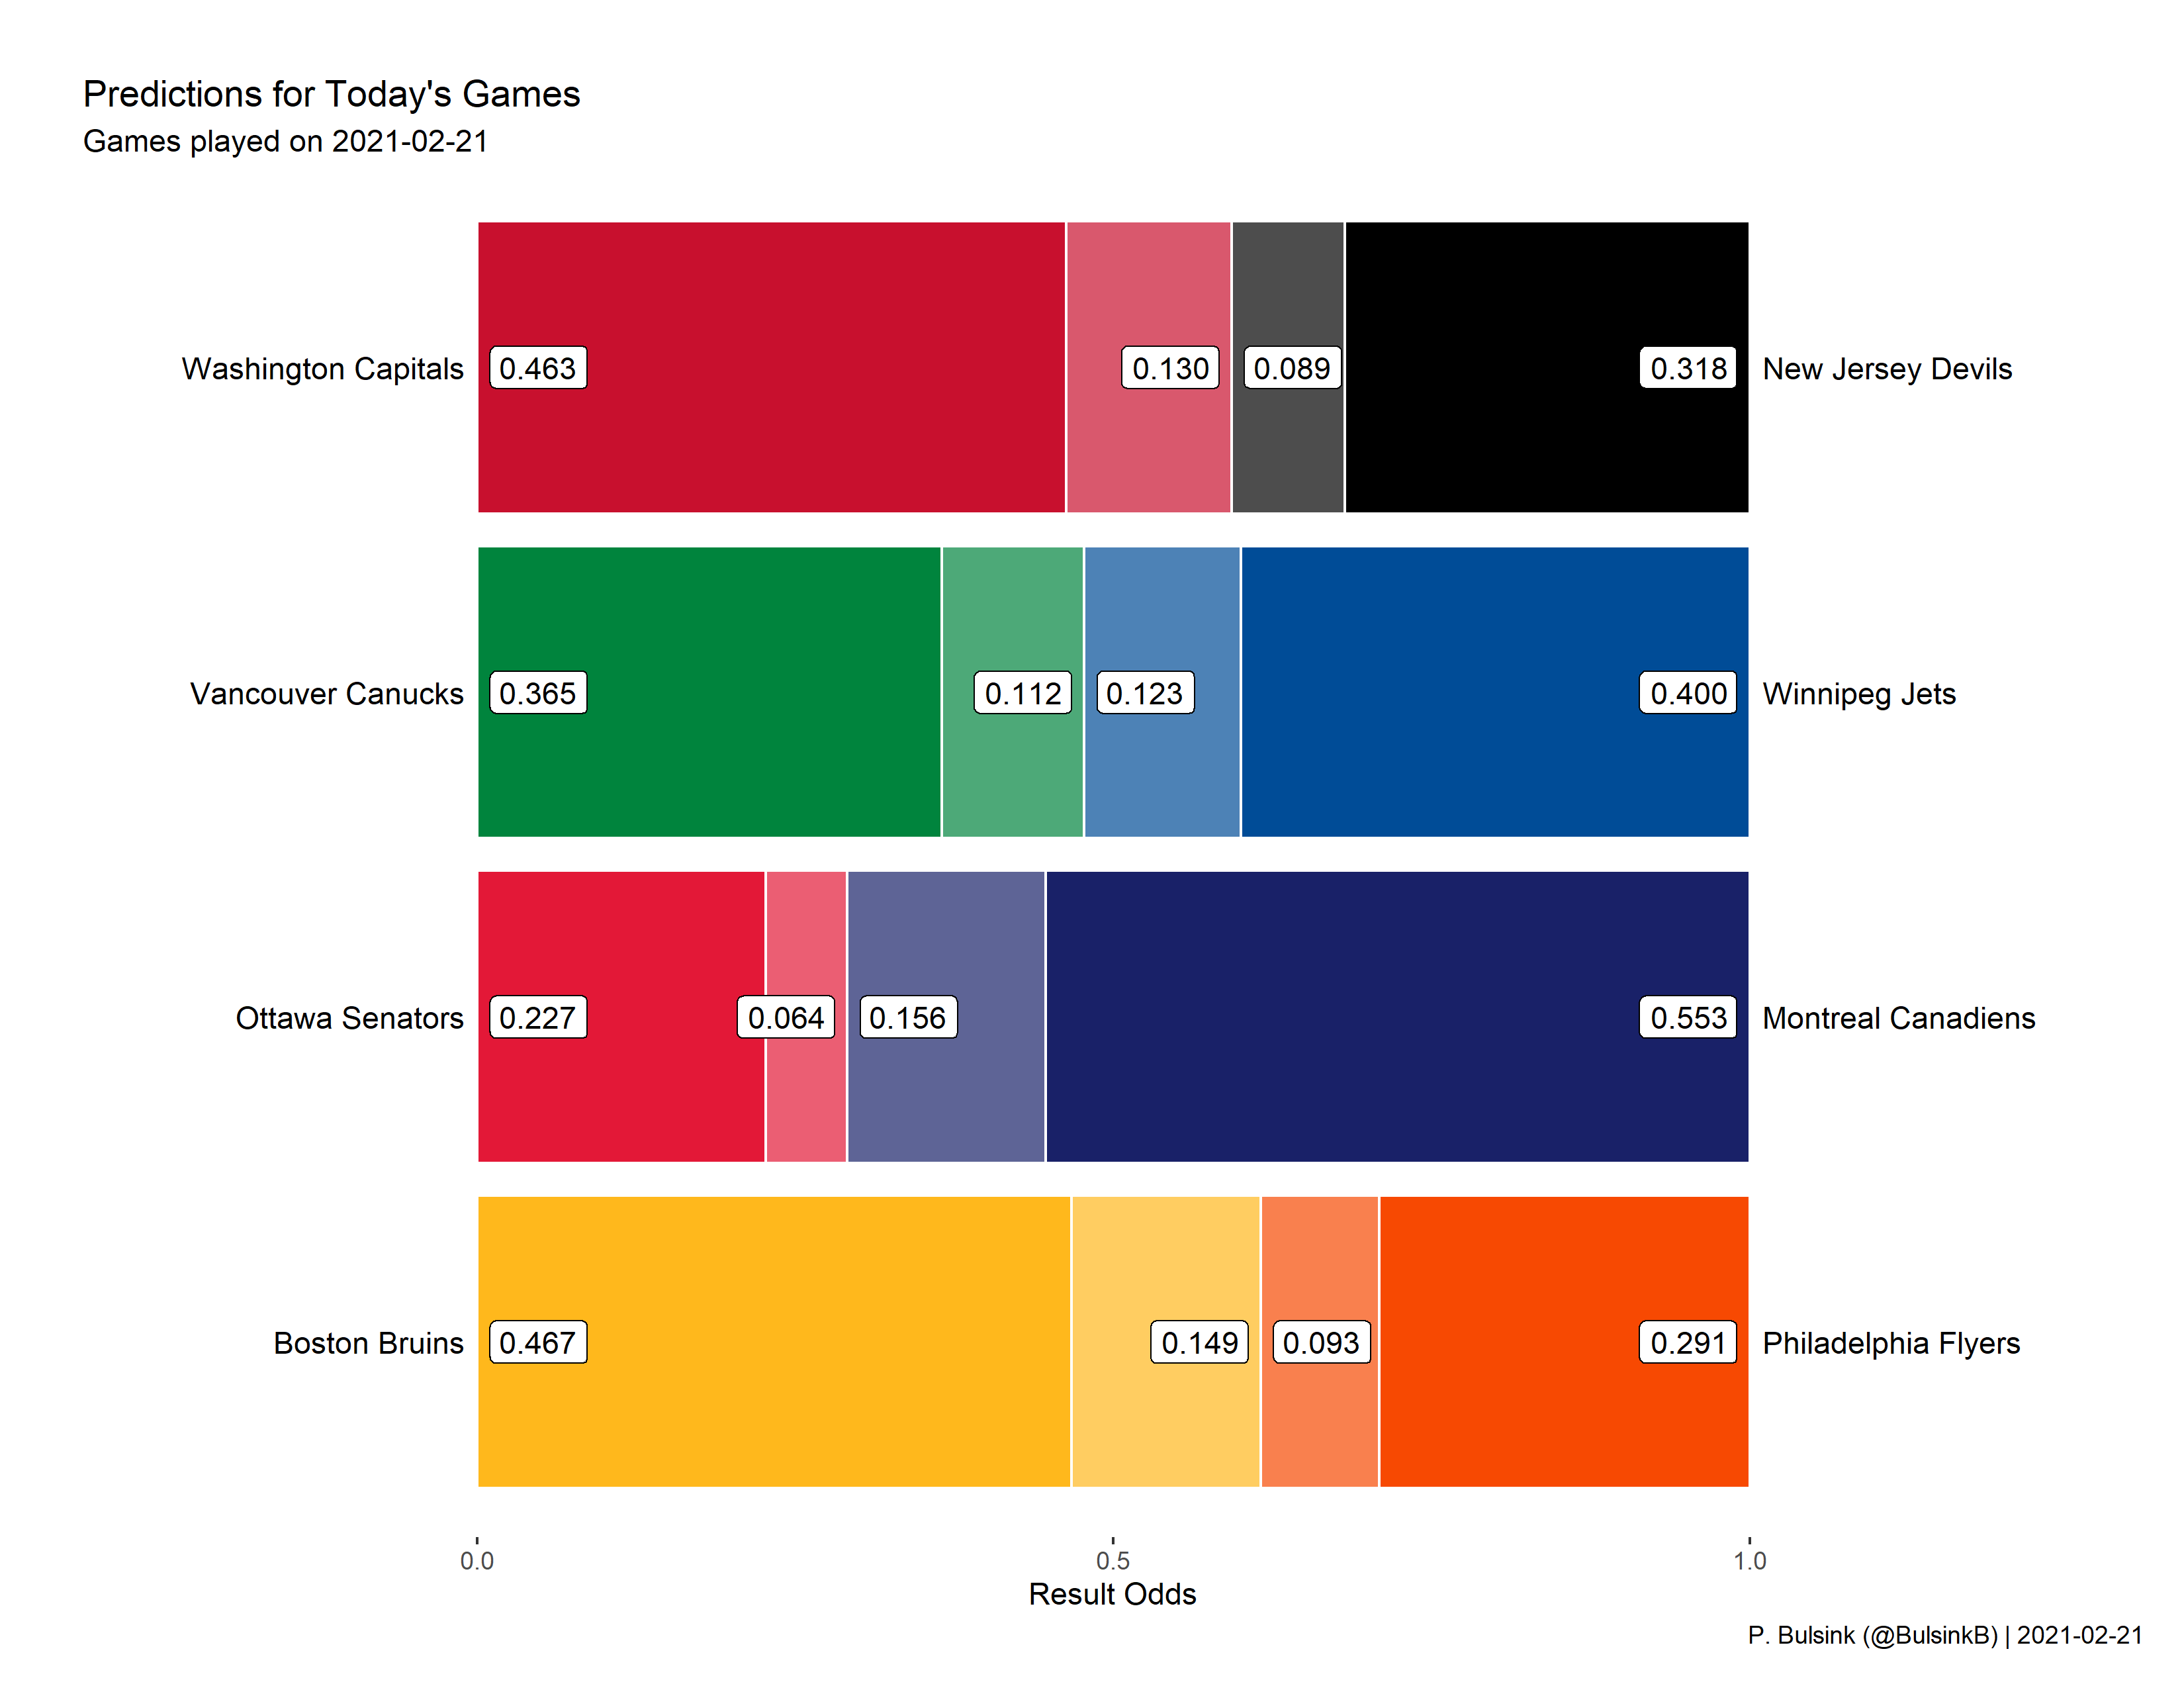 Predictions for Today's Games
Games played on 2021-02-21
Washington Capitals 0.463 0.130 0.089 0.318 New Jersey Devils
Vancouver Canucks 0.365 0.112 0.123 0.400 Winnipeg Jets
Ottawa Senators 0.227 0.064 0.156 0.553 Montreal Canadiens
Boston Bruins 0.467 0.149 0.093 0.291 Philadelphia Flyers
0.0 0.5 1.0
Result Odds
P. Bulsink (@BulsinkB) | 2021-02-21